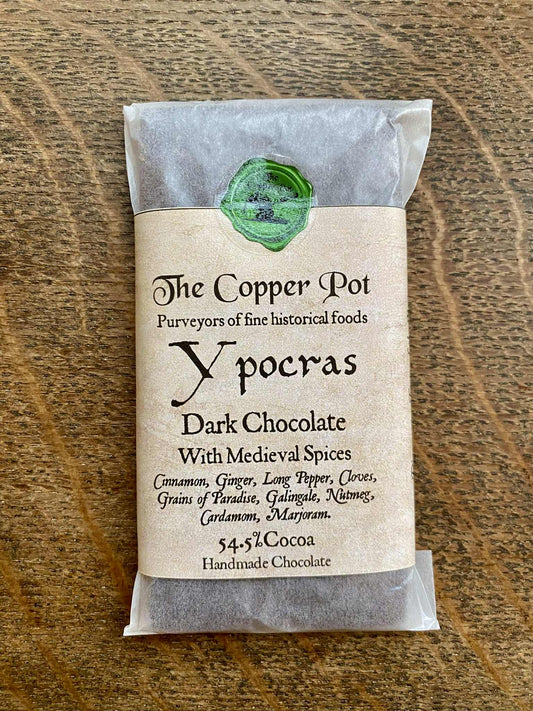 The Copper Pot
Purveyors of fine historical foods
Ypocras
Dark Chocolate
With Medieval Spices
Cinnamon, Ginger, Long Pepper, Cloves,
Grains of Paradise, Galingale, Nutmeg,
Cardamom, Marjoram.
54.5% Cocoa
Handmade Chocolate